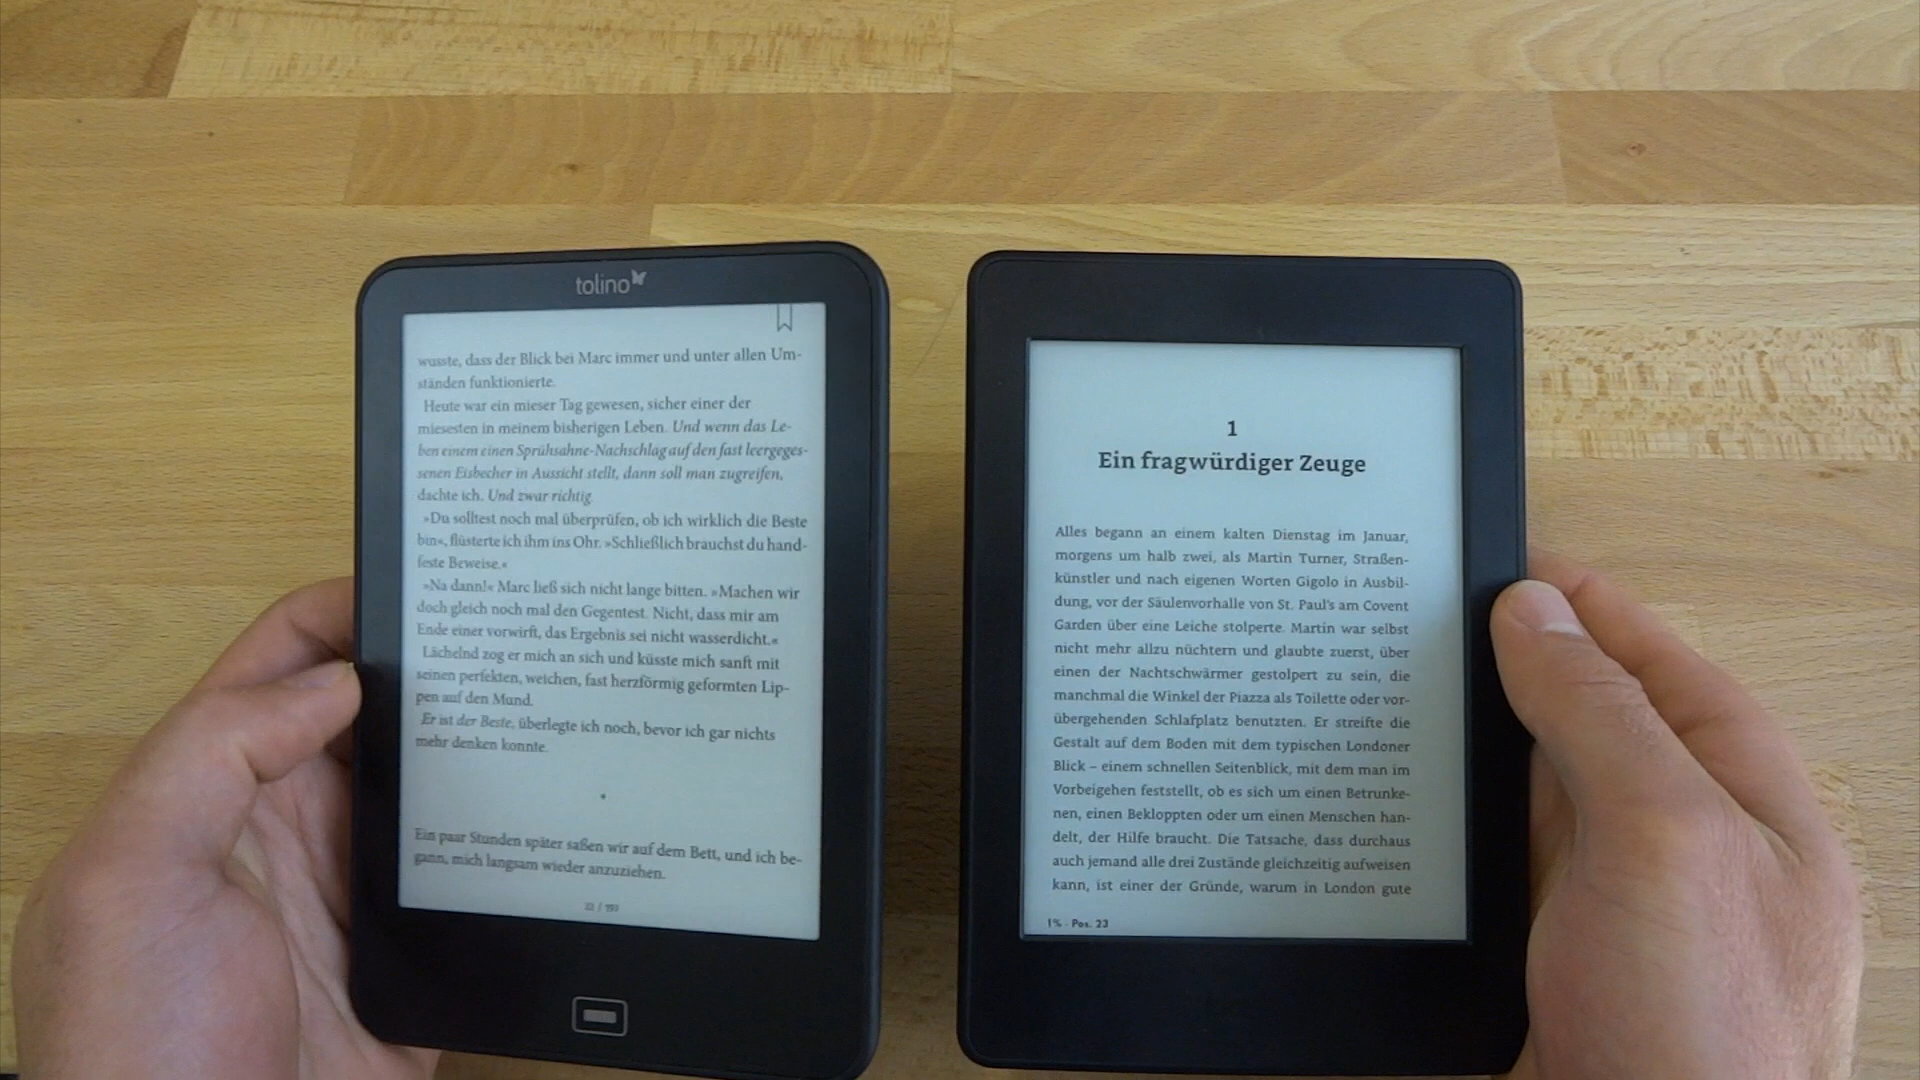 tolino
wusste, dass der Blick bei Marc immer und unter allen Um-
ständen funktionierte.
Heute war ein mieser Tag gewesen, sicher einer der
miesesten in meinem bisherigen Leben. Und wenn das Le-
ben einem einen Sprühsahne-Nachschlag auf den fast leergeges-
senen Eisbecher in Aussicht stellt, dann soll man zugreifen,
dachte ich. Und zwar richtig.
»Du solltest noch mal überprüfen, ob ich wirklich die Beste
bin«, flüsterte ich ihm ins Ohr. »Schließlich brauchst du hand-
feste Beweise.«
»Na dann!« Marc ließ sich nicht lange bitten. »Machen wir
doch gleich noch mal den Gegentest. Nicht, dass mir am
Ende einer vorwirft, das Ergebnis sei nicht wasserdicht.«
Lächelnd zog er mich an sich und küsste mich sanft mit
seinen perfekten, weichen, fast herzförmig geformten Lip-
pen auf den Mund.
Er ist der Beste, überlegte ich noch, bevor ich gar nichts
mehr denken konnte.
*
Ein paar Stunden später saßen wir auf dem Bett, und ich be-
gann, mich langsam wieder anzuziehen.
1
Ein fragwürdiger Zeuge
Alles begann an einem kalten Dienstag im Januar,
morgens um halb zwei, als Martin Turner, Straßen-
künstler und nach eigenen Worten Gigolo in Ausbil-
dung, vor der Säulenvorhalle von St. Paul's am Covent
Garden über eine Leiche stolperte. Martin war selbst
nicht mehr allzu nüchtern und glaubte zuerst, über
einen der Nachtschwärmer gestolpert zu sein, die
manchmal die Winkel der Piazza als Toilette oder vor-
übergehenden Schlafplatz benutzten. Er streifte die
Gestalt auf dem Boden mit dem typischen Londoner
Blick – einem schnellen Seitenblick, mit dem man im
Vorbeigehen feststellt, ob es sich um einen Betrunke-
nen, einen Bekloppten oder um einen Menschen han-
delt, der Hilfe braucht. Die Tatsache, dass durchaus
auch jemand alle drei Zustände gleichzeitig aufweisen
kann, ist einer der Gründe, warum in London gute
1% · Pos. 23